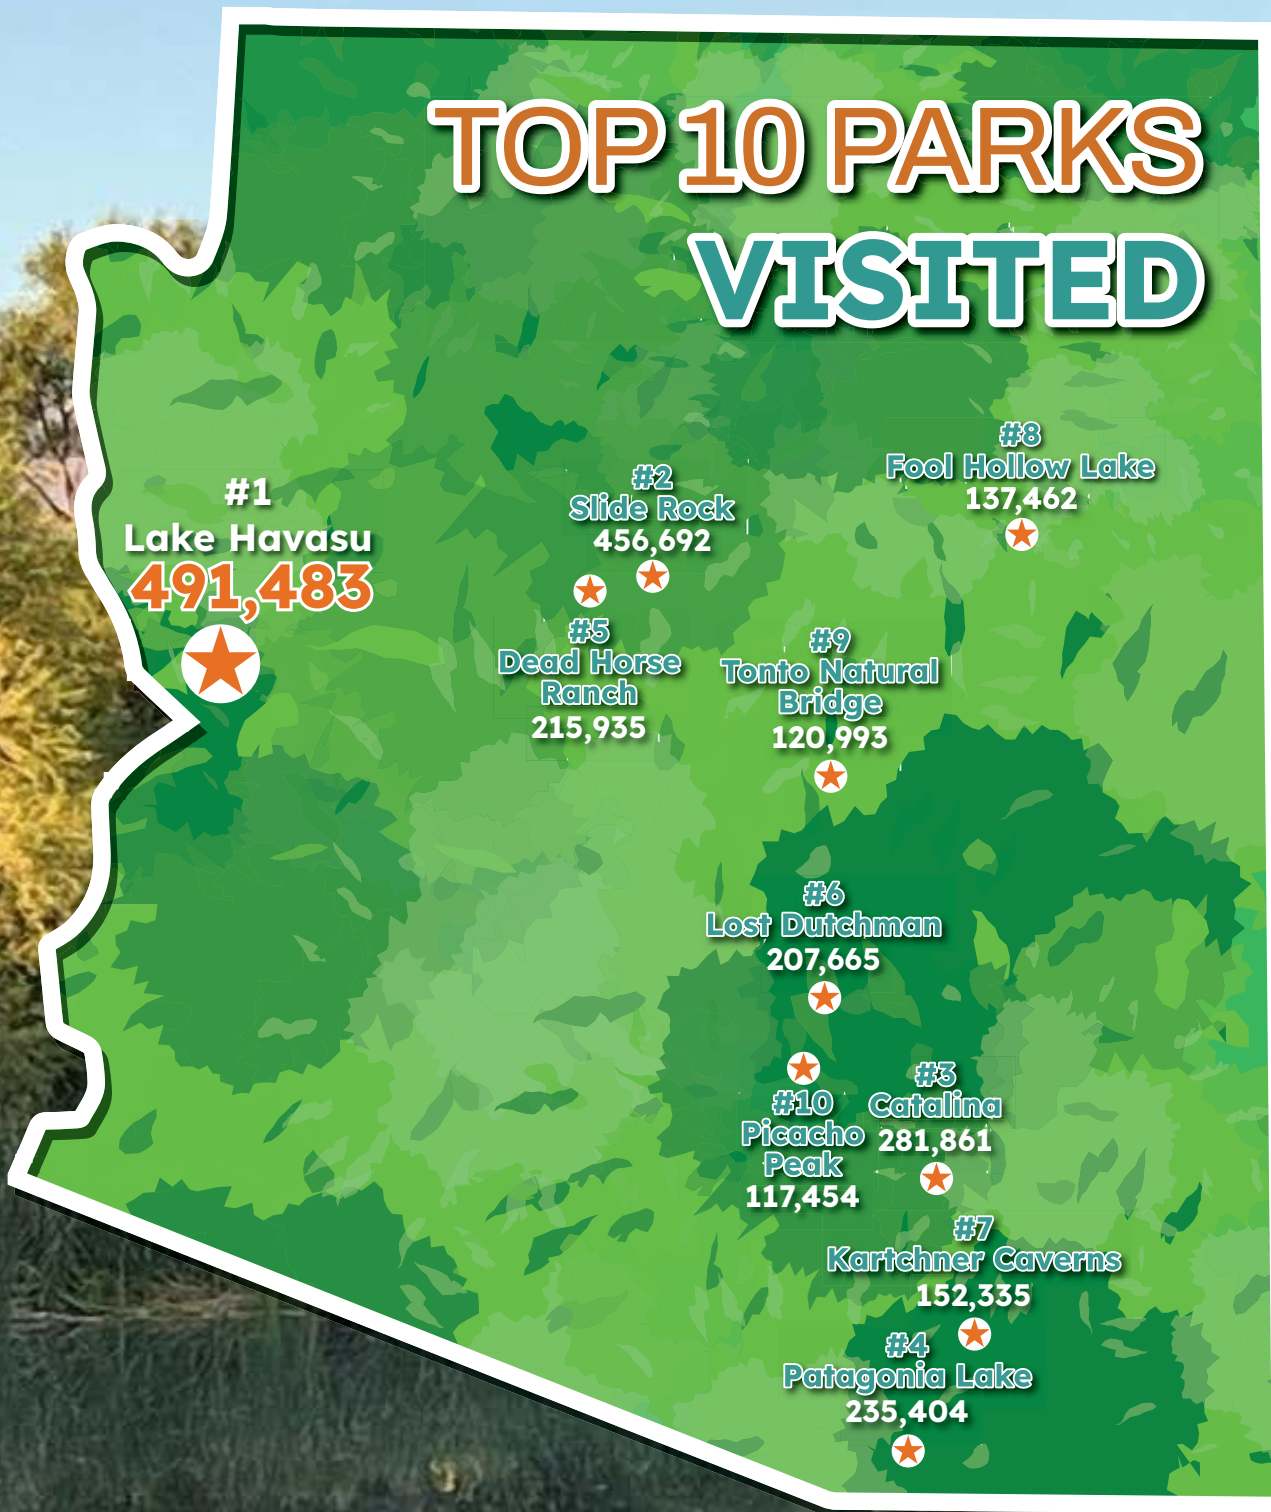 TOP 10 PARKS
VISITED
#8
Fool Hollow Lake
137,462
#2
Slide Rock
456,692
#1
Lake Havasu
491,483
#5
Dead Horse
Ranch
215,935
#9
Tonto Natural
Bridge
120,993
#6
Lost Dutchman
207,665
#3
Catalina
281,861
#10
Picacho
Peak
117,454
#7
Kartchner Caverns
152,335
#4
Patagonia Lake
235,404